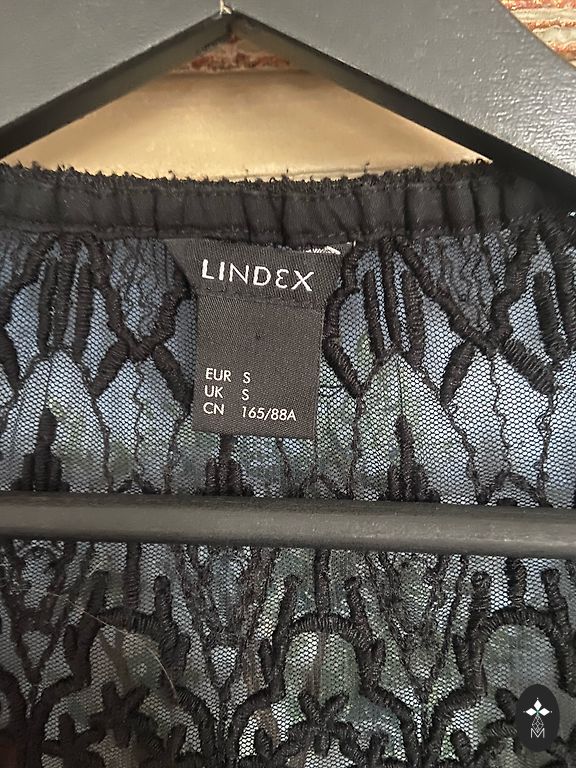 LINDEX
EUR S
UK S
CN 165/88A
M